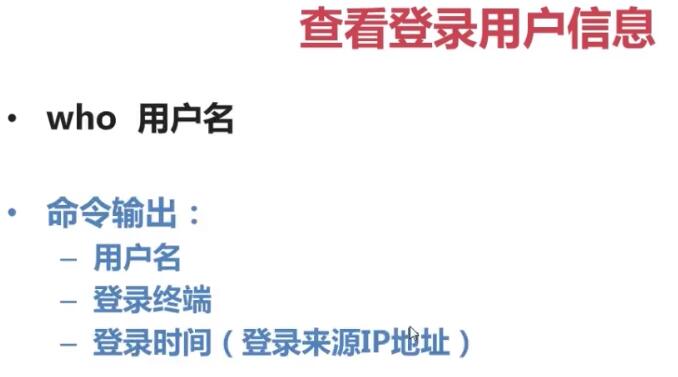 查看登录用户信息
• who 用户名
• 命令输出：
– 用户名
– 登录终端
– 登录时间（登录来源IP地址）